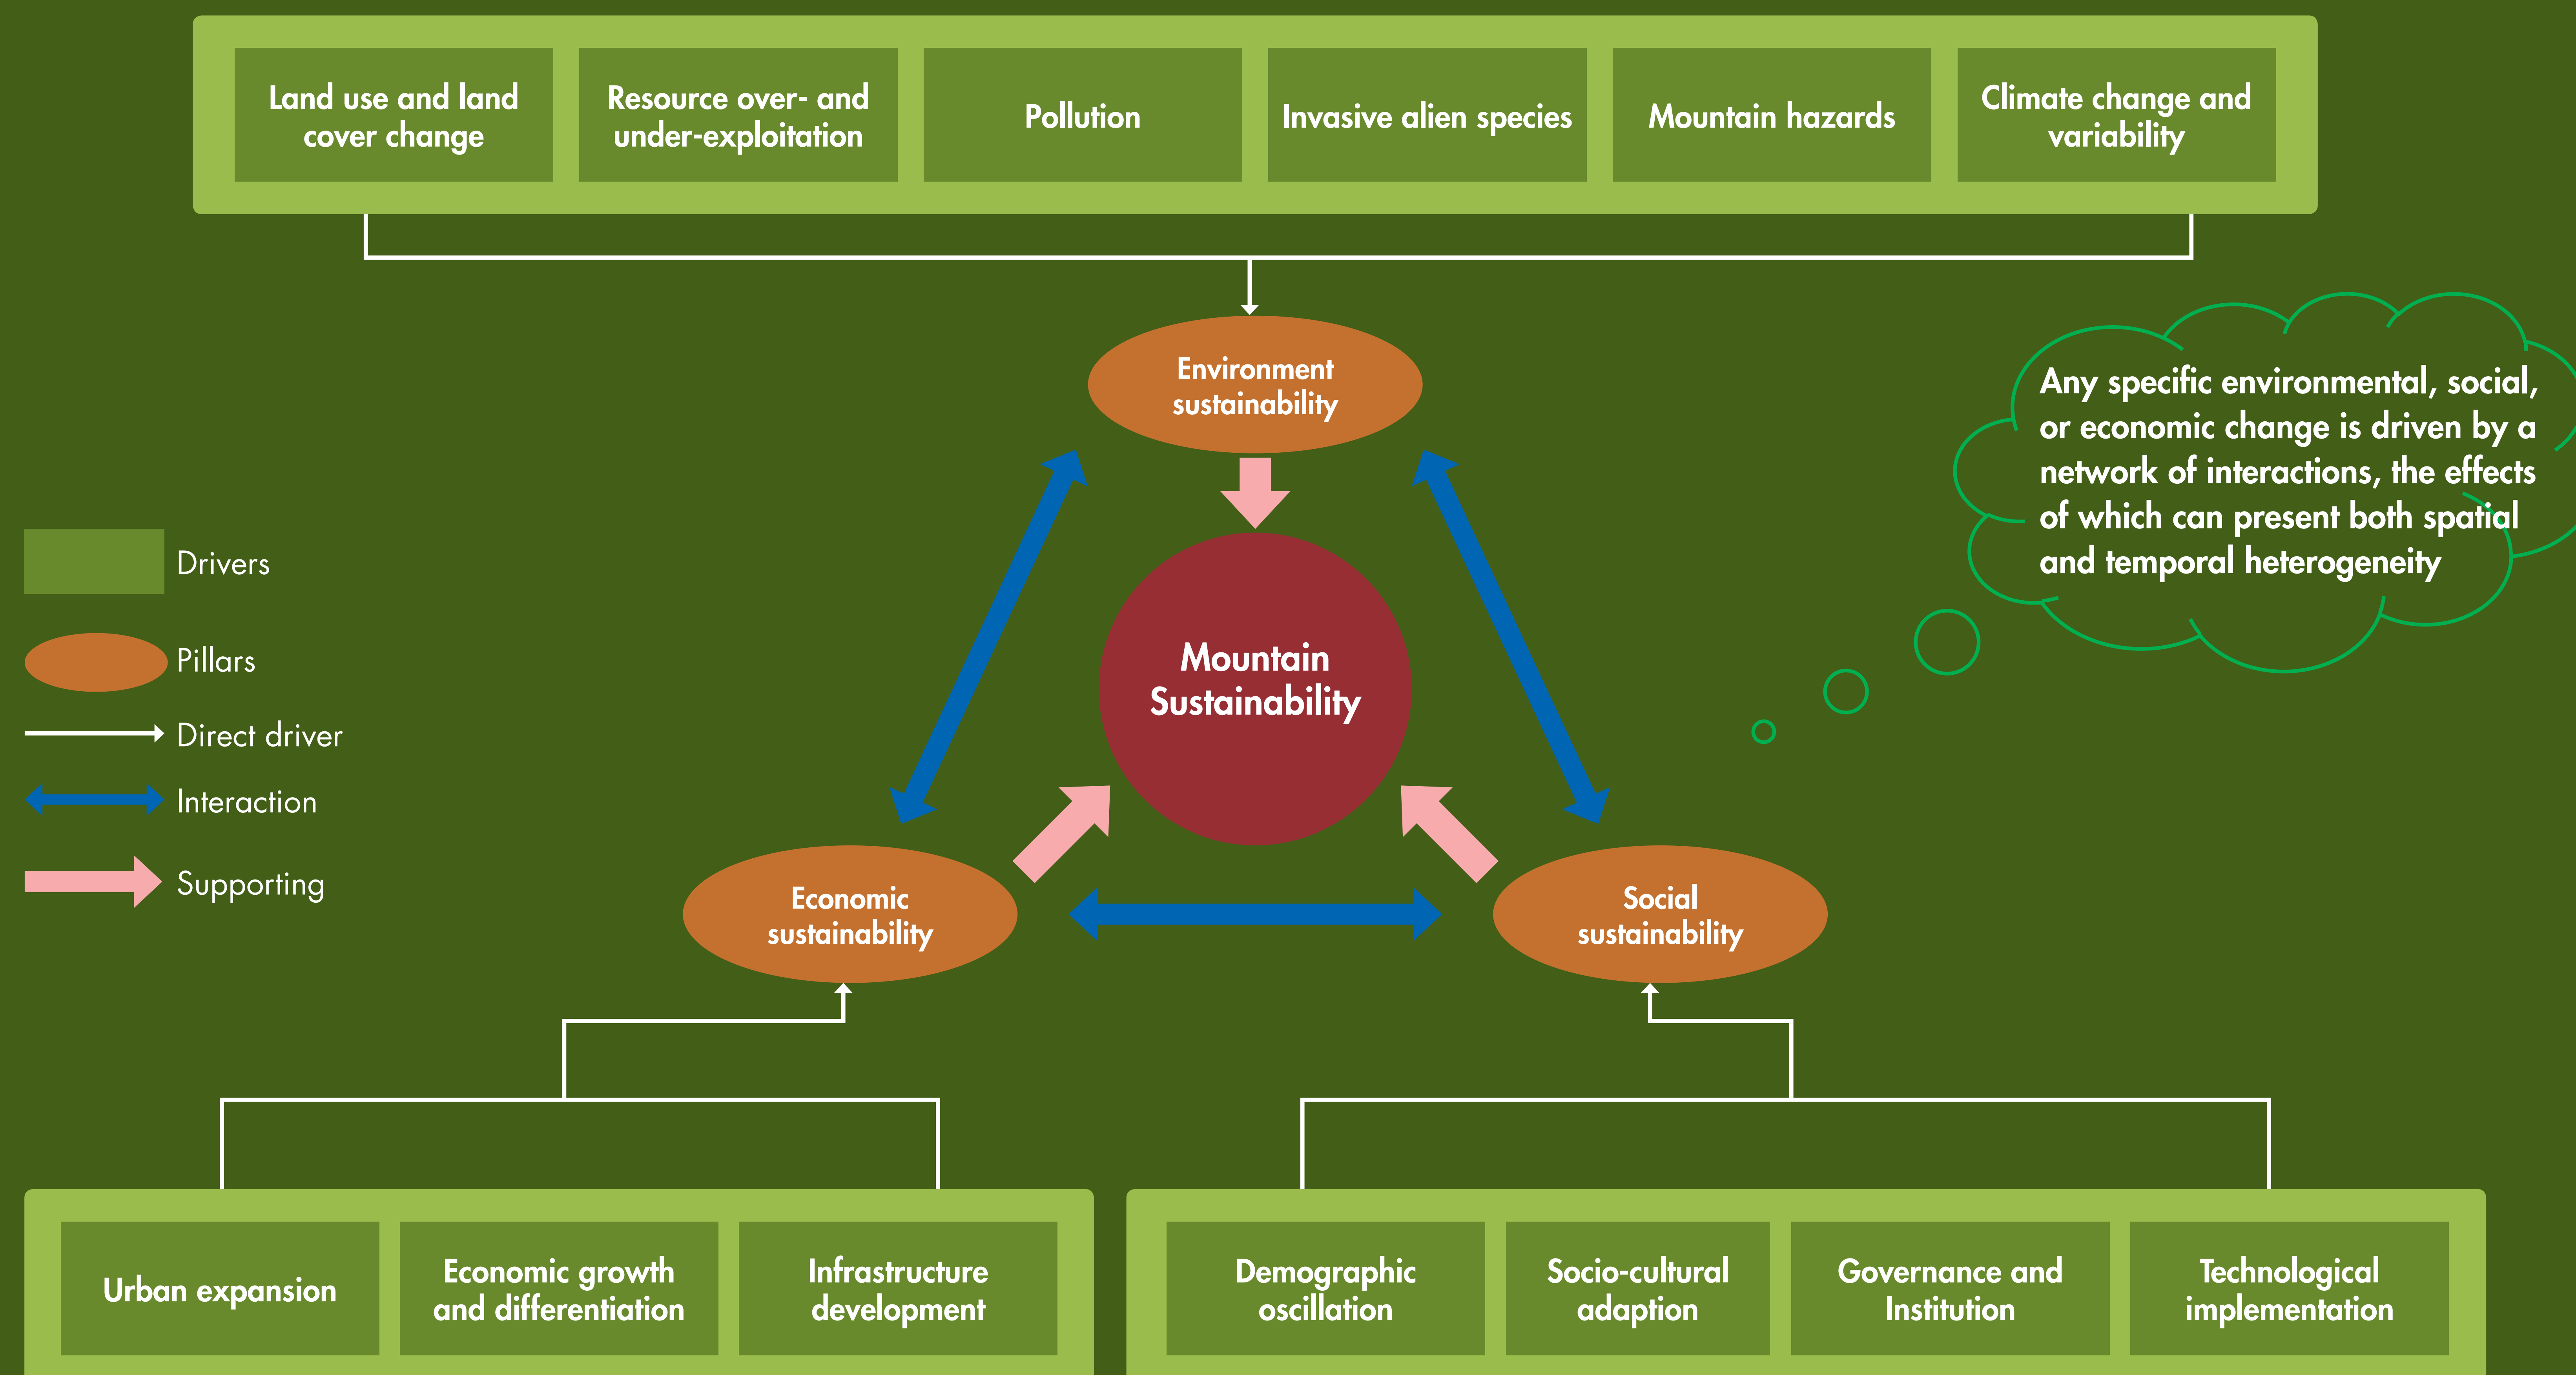 Land use and land
cover change
Resource over- and
under-exploitation
Pollution
Invasive alien species
Mountain hazards
Climate change and
variability
Environment
sustainability
Any specific environmental, social,
or economic change is driven by a
network of interactions, the effects
of which can present both spatial
and temporal heterogeneity
Drivers
Pillars
Direct driver
Interaction
Supporting
Mountain
Sustainability
Economic
sustainability
Social
sustainability
Urban expansion
Economic growth
and differentiation
Infrastructure
development
Demographic
oscillation
Socio-cultural
adaption
Governance and
Institution
Technological
implementation